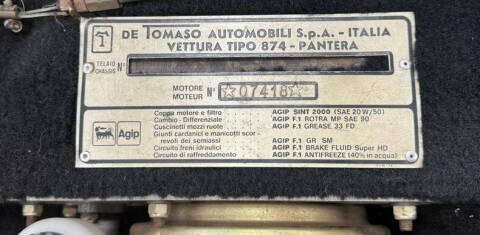 DE TOMASO AUTOMOBILI S.p.A. - ITALIA
VETTURA TIPO 874 - PANTERA
TELAIO
CHASSIS N°
MOTORE
MOTEUR N° ☆07418☆
Coppa motore e filtro AGIP SINT 2000 (SAE 20W/50)
Cambio - Differenziale AGIP F.1 ROTRA MP SAE 90
Cuscinetti mozzi ruote AGIP F.1 GREASE 33 FD
Giunti cardanici e manicotti scor-
revoli dei semiassi AGIP F.1 GR SM
Circuito freni idraulici AGIP F.1 BRAKE FLUID Super HD
Circuito di raffreddamento AGIP F.1 ANTIFREEZE (40% in acqua)
Agip